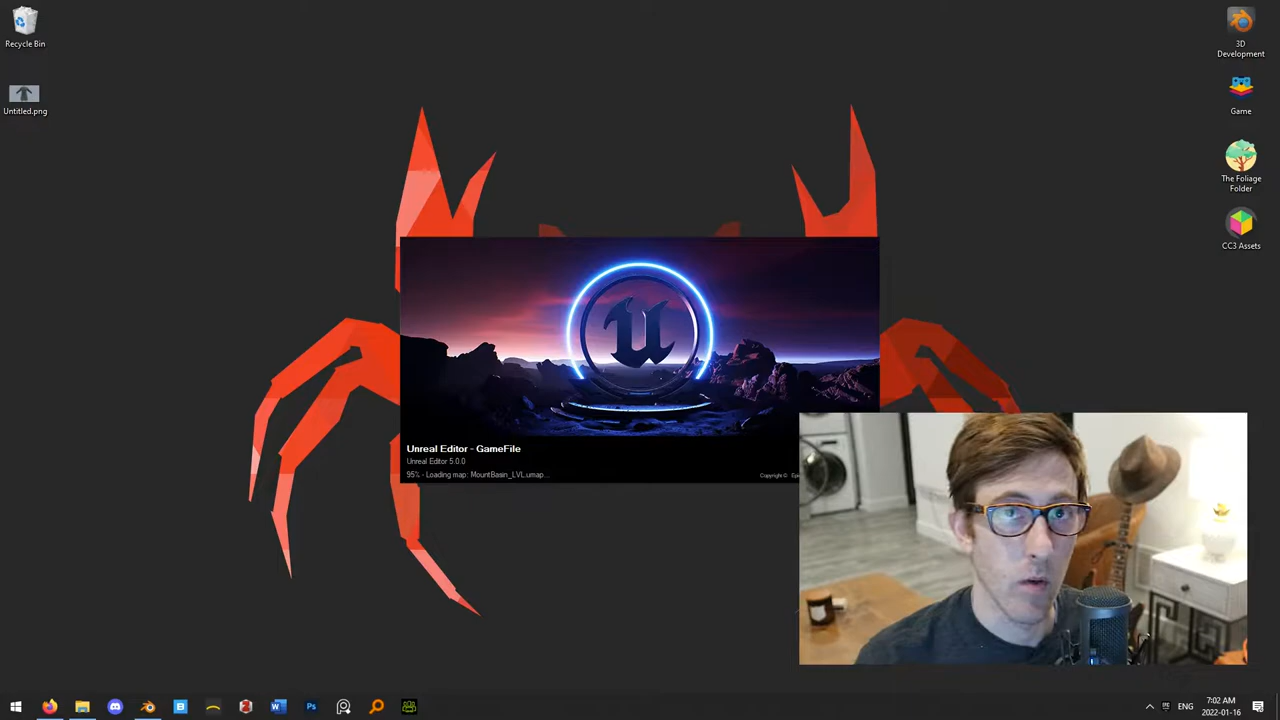 Recycle Bin
Untitled.png
3D
Development
Game
The Foliage
Folder
CC3 Assets
Unreal Editor - GameFile
Unreal Editor 5.0.0
95% - Loading map: MountBasin_LVL.umap...
Copyright ©
ENG
7:02 AM
2022-01-16